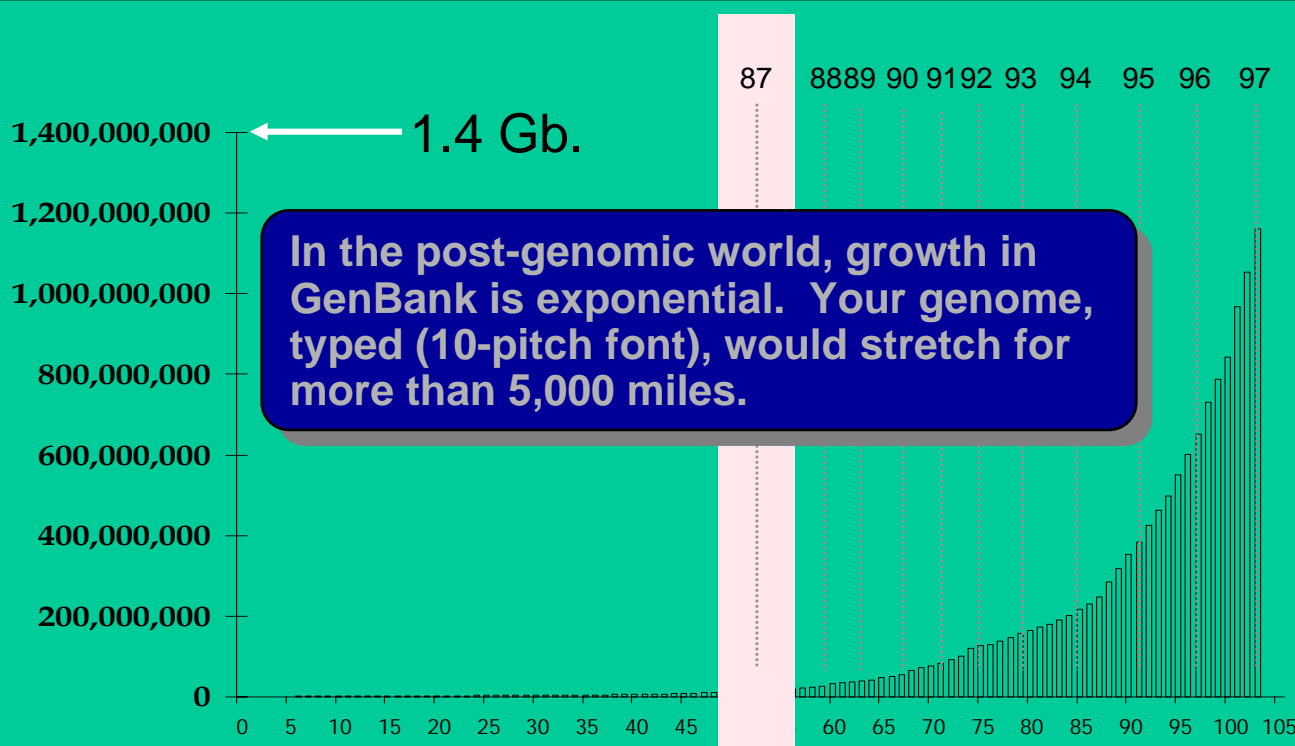 87 88 89 90 91 92 93 94 95 96 97
1,400,000,000
1.4 Gb.
1,200,000,000
In the post-genomic world, growth in
GenBank is exponential.  Your genome,
typed (10-pitch font), would stretch for
more than 5,000 miles.
1,000,000,000
800,000,000
600,000,000
400,000,000
200,000,000
0
0 5 10 15 20 25 30 35 40 45 60 65 70 75 80 85 90 95 100 105